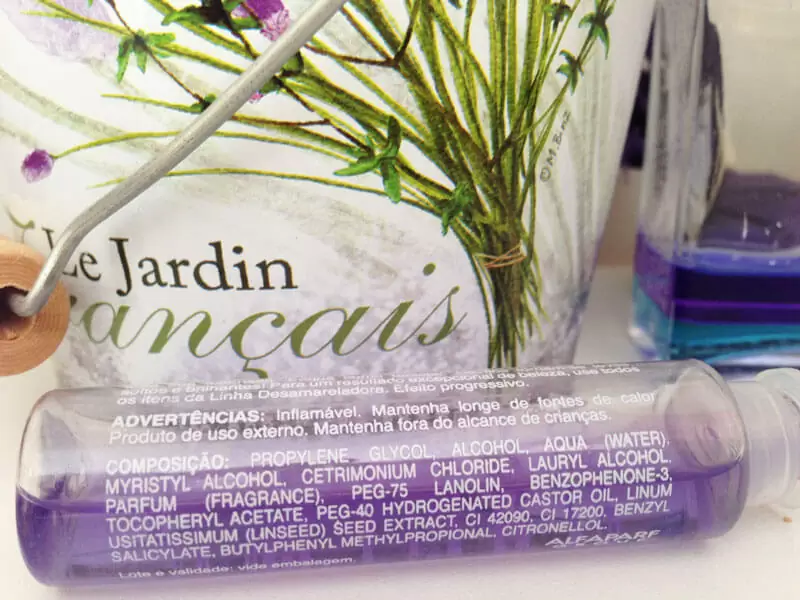 © M. B.
Le Jardin
ançais
soltos e brilhantes! Para um resultado excepcional de beleza, use todos
os itens da Linha Desamareladora. Efeito progressivo.
ADVERTÊNCIAS: Inflamável. Mantenha longe de fontes de calor
Produto de uso externo. Mantenha fora do alcance de crianças.
COMPOSIÇÃO: PROPYLENE GLYCOL, ALCOHOL, AQUA (WATER),
MYRISTYL ALCOHOL, CETRIMONIUM CHLORIDE, LAURYL ALCOHOL,
PARFUM (FRAGRANCE), PEG-75 LANOLIN, BENZOPHENONE-3,
TOCOPHERYL ACETATE, PEG-40 HYDROGENATED CASTOR OIL, LINUM
USITATISSIMUM (LINSEED) SEED EXTRACT, CI 42090, CI 17200, BENZYL
SALICYLATE, BUTYLPHENYL METHYLPROPIONAL, CITRONELLOL.
ALFAPARF
GROUP
Lote e validade: vide embalagem.